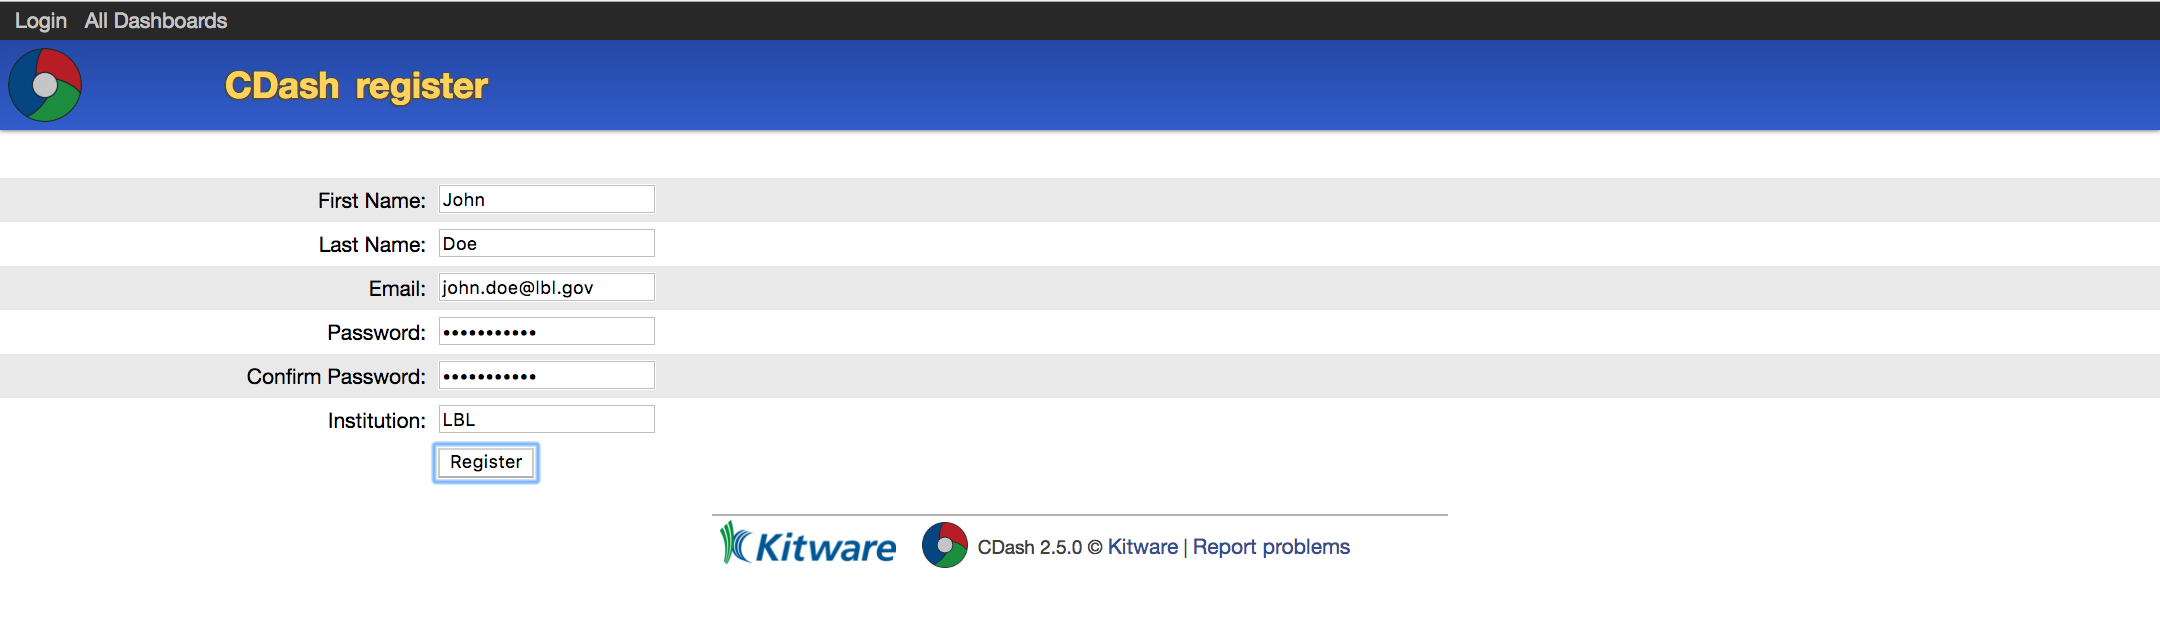 Login All Dashboards
CDash register
First Name: John
Last Name: Doe
Email: john.doe@lbl.gov
Password: •••••••••••
Confirm Password: •••••••••••
Institution: LBL
Register
Kitware CDash 2.5.0 © Kitware | Report problems